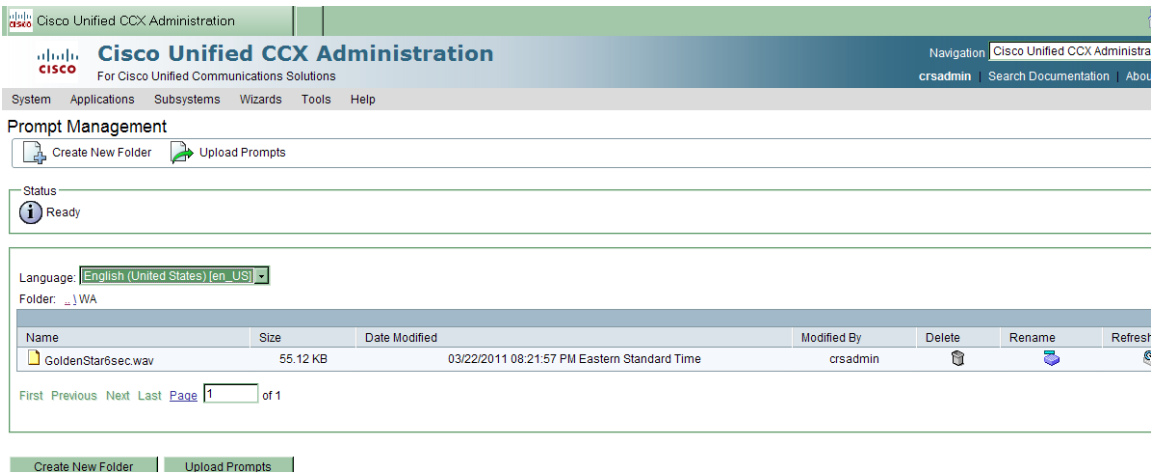 Cisco Unified CCX Administration
CISCO Cisco Unified CCX Administration
For Cisco Unified Communications Solutions
Navigation Cisco Unified CCX Administra
crsadmin | Search Documentation | Abou
System Applications Subsystems Wizards Tools Help
Prompt Management
Create New Folder Upload Prompts
Status
Ready
Language: English (United States) [en_US]
Folder: .. \ WA
Name Size Date Modified Modified By Delete Rename Refresh
GoldenStar6sec.wav 55.12 KB 03/22/2011 08:21:57 PM Eastern Standard Time crsadmin
First Previous Next Last Page 1 of 1
Create New Folder Upload Prompts